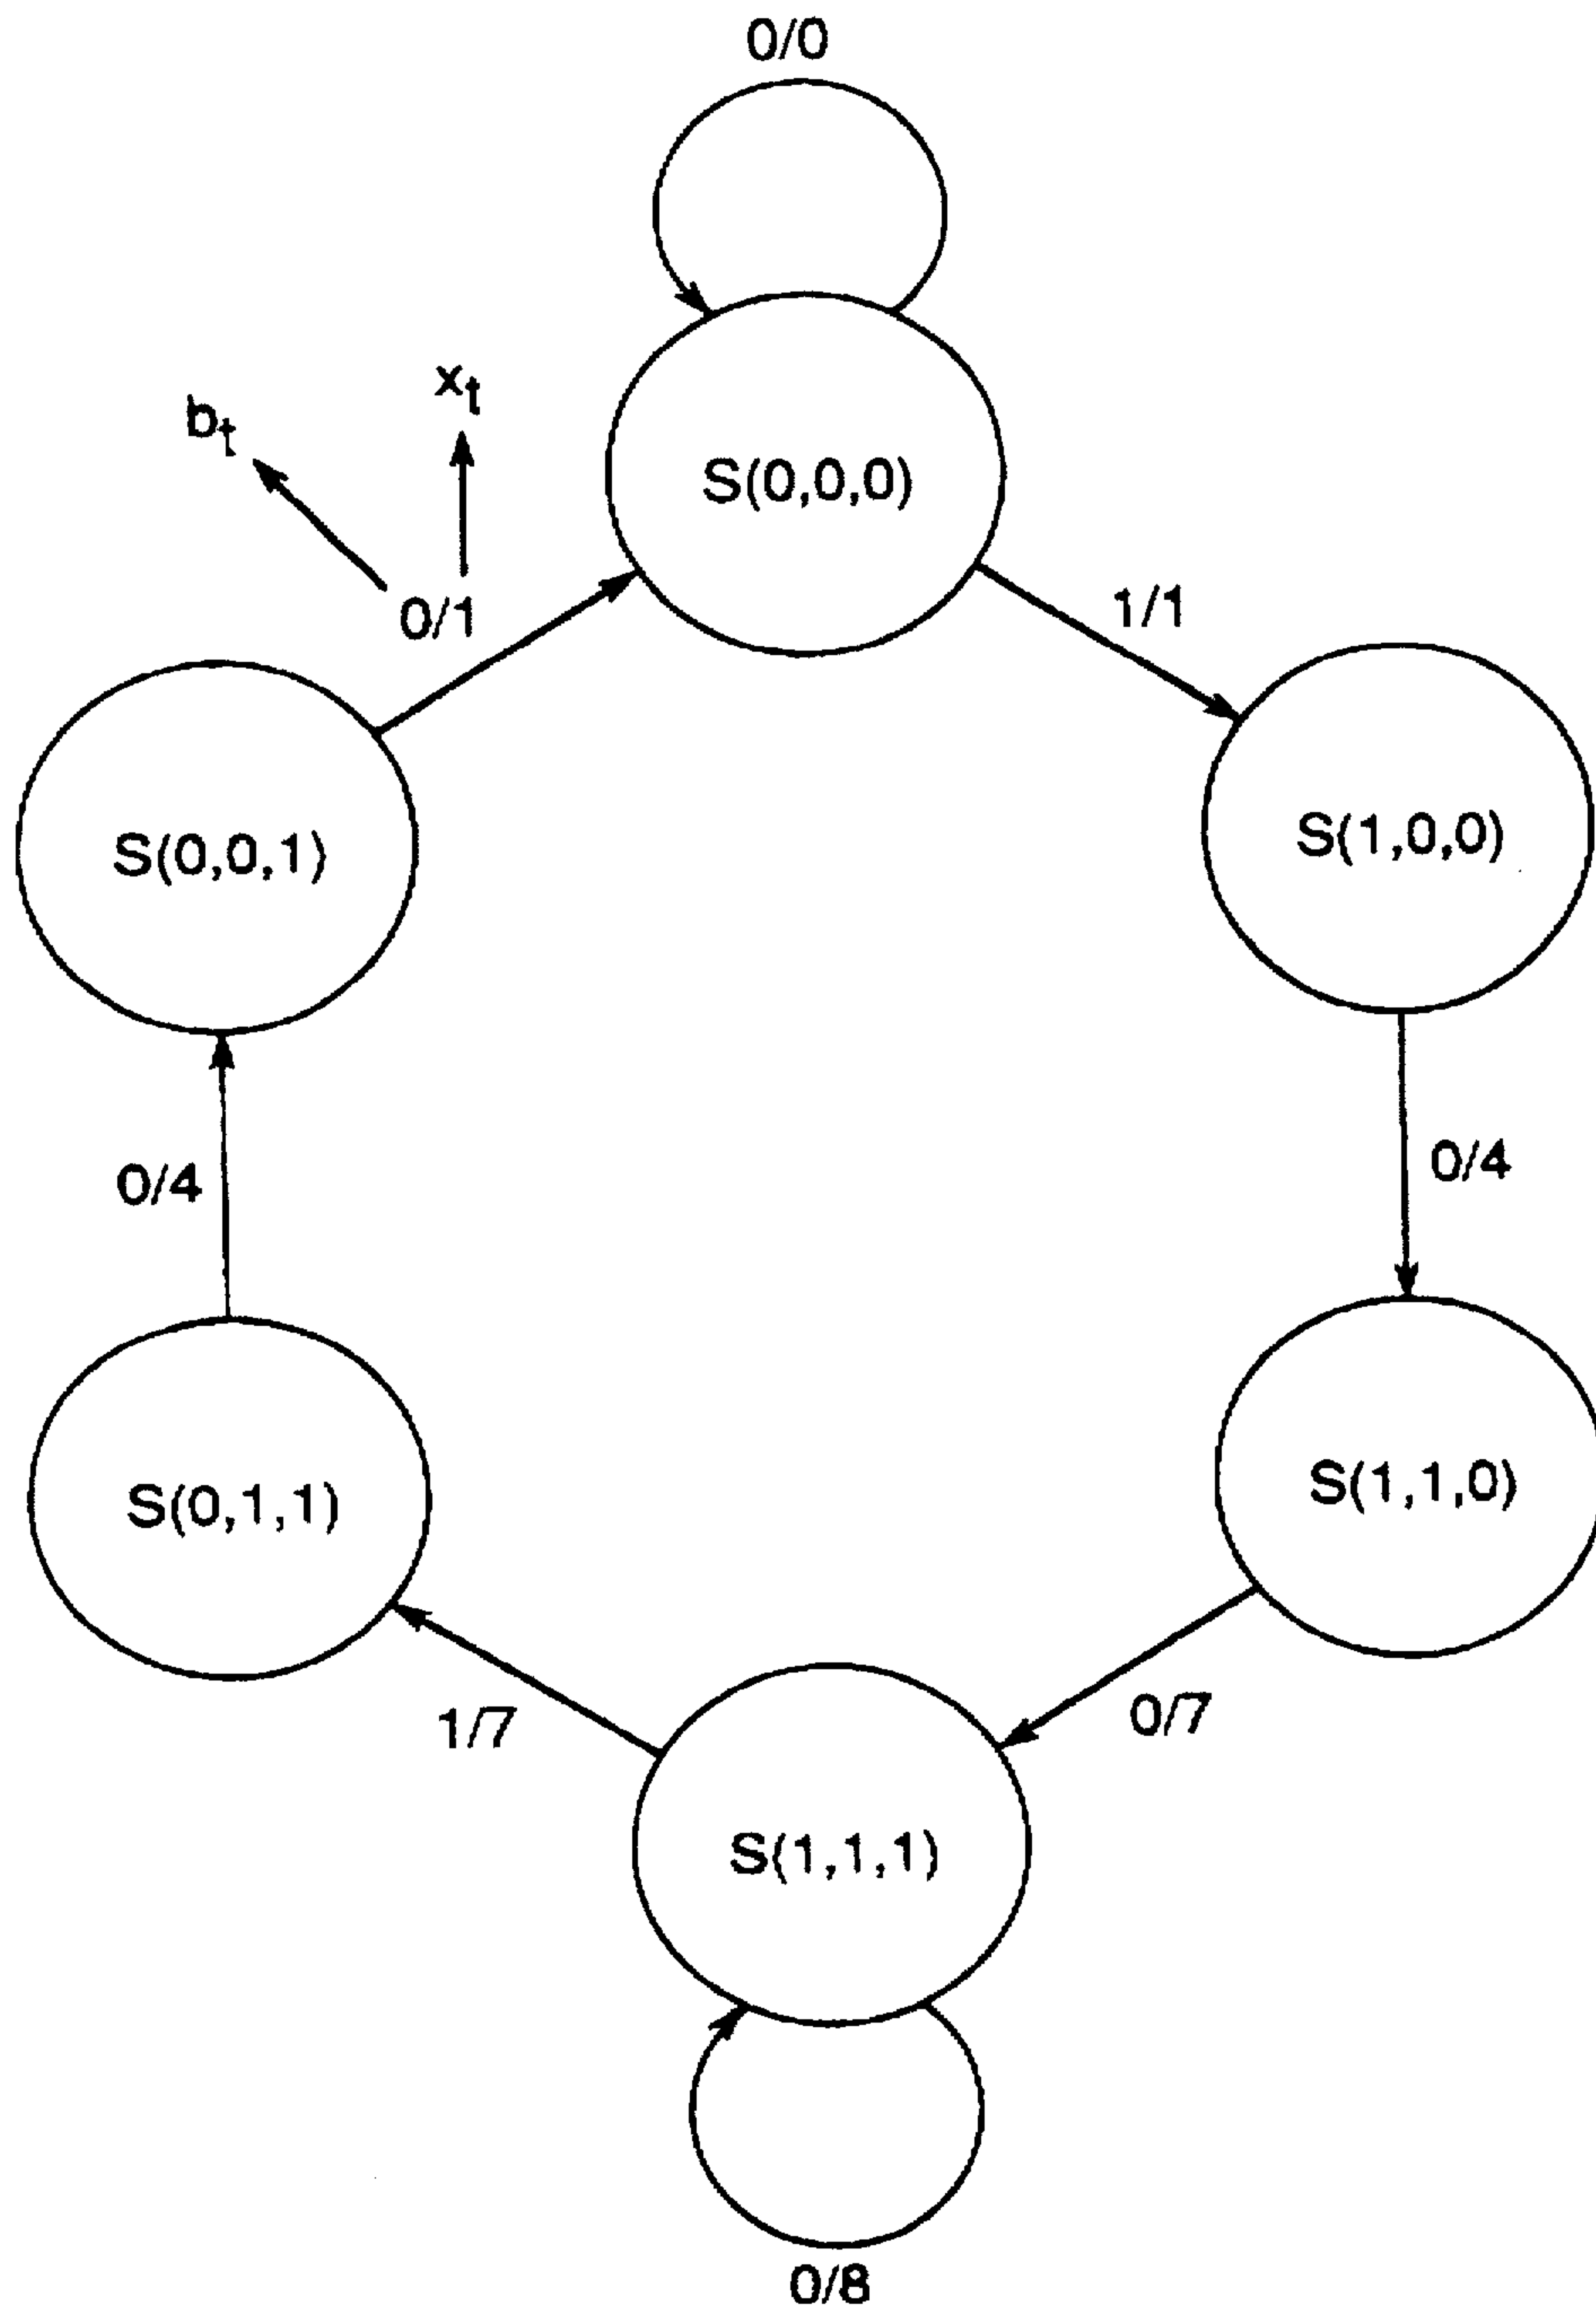 0/0
x_t
b_t
S(0,0,0)
0/1
1/1
S(1,0,0)
S(0,0,1)
0/4
0/4
S(1,1,0)
S(0,1,1)
0/7
1/7
S(1,1,1)
0/8